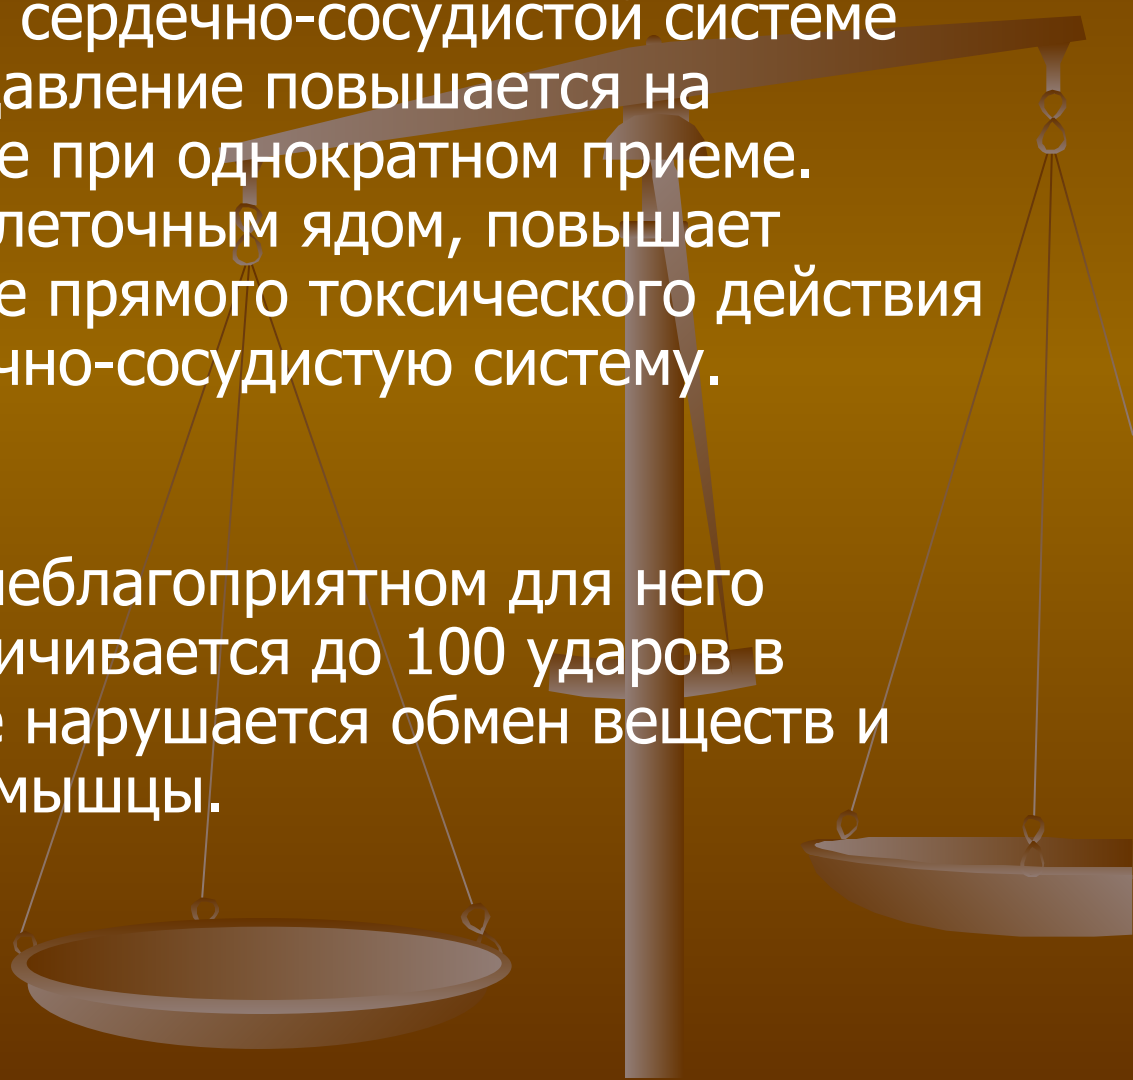 сердечно-сосудистой системе
давление повышается на
е при однократном приеме.
леточным ядом, повышает
е прямого токсического действия
чно-сосудистую систему.
неблагоприятном для него
ичивается до 100 ударов в
е нарушается обмен веществ и
мышцы.